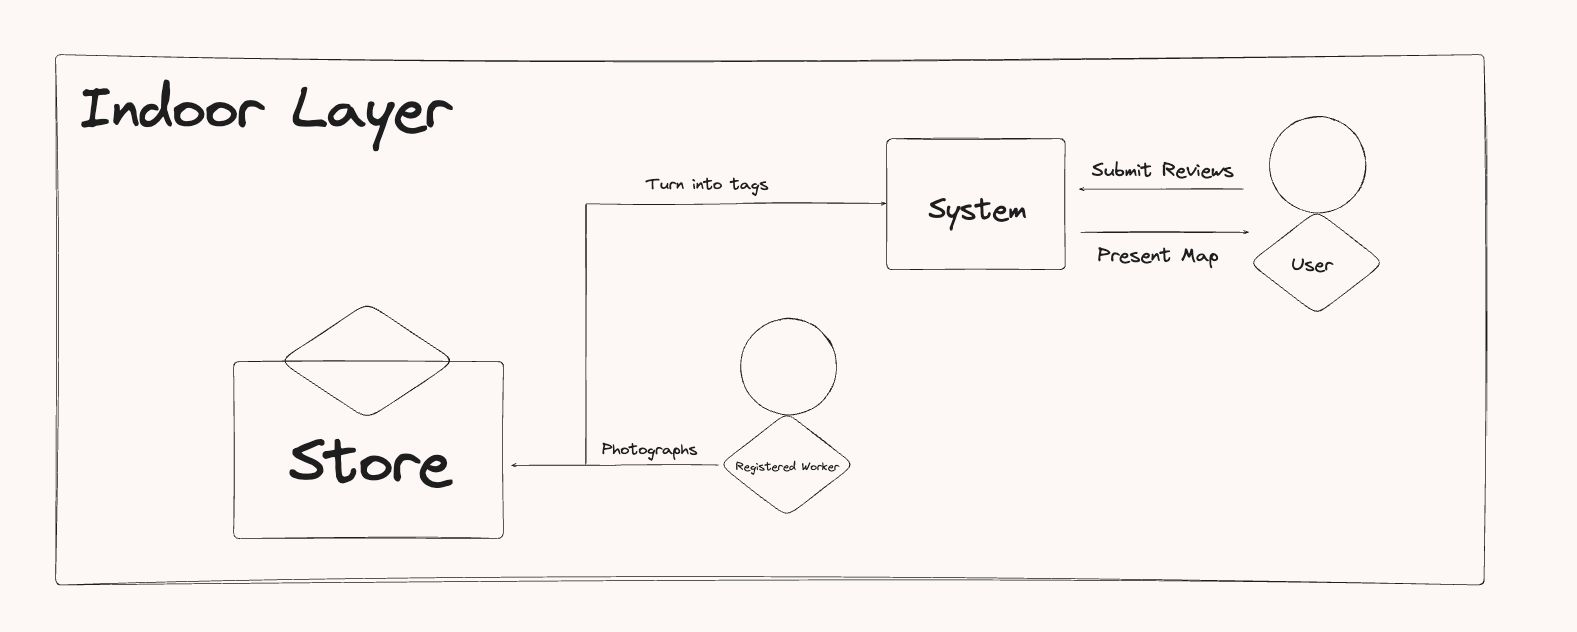 Indoor Layer
Submit Reviews
Turn into tags
System
Present Map
User
Store
Photographs
Registered Worker